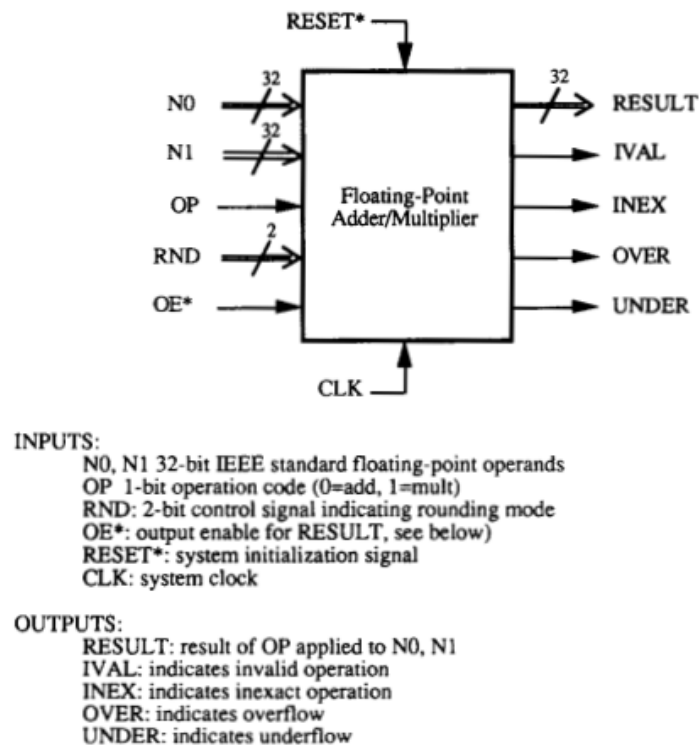 RESET*
32
32
N0
RESULT
32
N1
IVAL
OP
Floating-Point
Adder/Multiplier
INEX
2
RND
OVER
OE*
UNDER
CLK
INPUTS:
N0, N1 32-bit IEEE standard floating-point operands
OP 1-bit operation code (0=add, 1=mult)
RND: 2-bit control signal indicating rounding mode
OE*: output enable for RESULT, see below)
RESET*: system initialization signal
CLK: system clock
OUTPUTS:
RESULT: result of OP applied to N0, N1
IVAL: indicates invalid operation
INEX: indicates inexact operation
OVER: indicates overflow
UNDER: indicates underflow